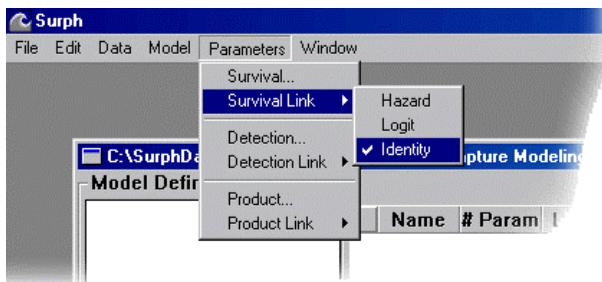 Surph
File Edit Data Model Parameters Window
Survival...
Survival Link
Hazard
Logit
Identity
Detection...
Detection Link
Product...
Product Link
C:\SurphDa
pture Modeling
Model Defin
Name # Param